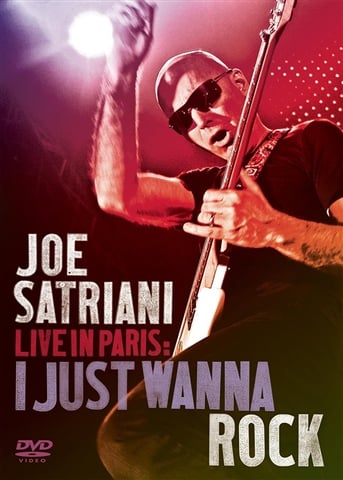 JOE
SATRIANI
LIVE IN PARIS:
I JUST WANNA
ROCK
DVD
VIDEO